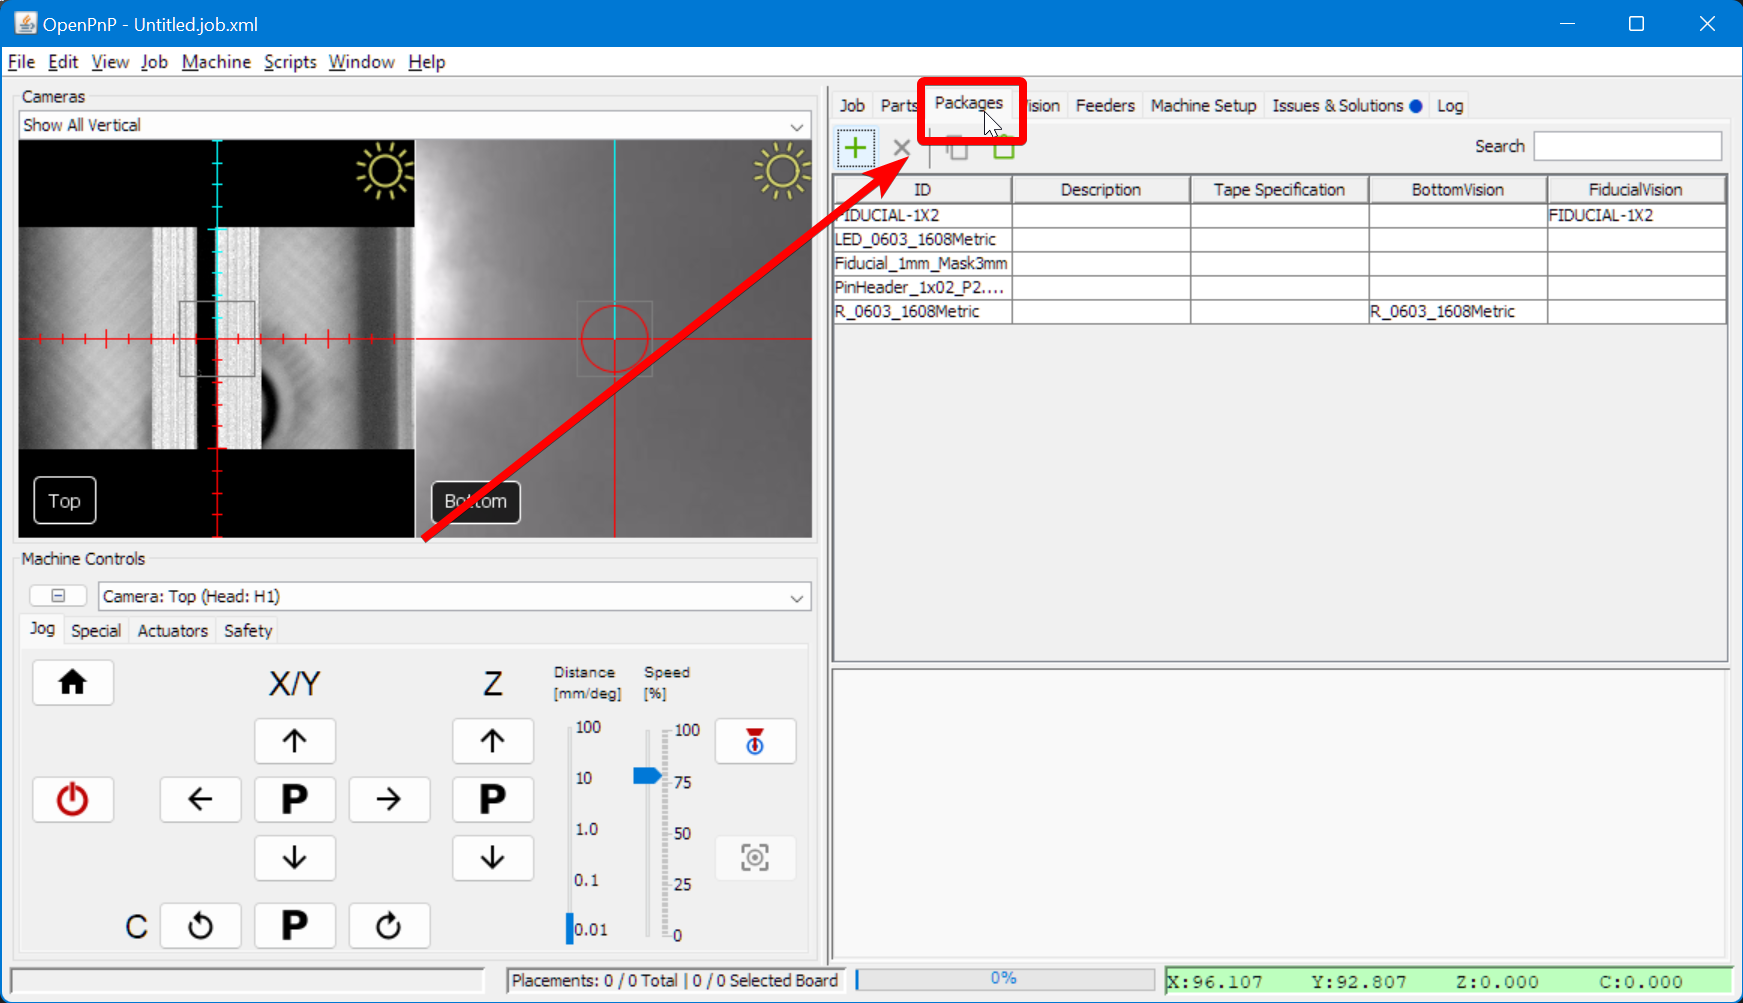 OpenPnP - Untitled.job.xml
File Edit View Job Machine Scripts Window Help
Cameras
Show All Vertical
Top
Bottom
Machine Controls
Camera: Top (Head: H1)
Jog Special Actuators Safety
X/Y
Z
Distance
[mm/deg]
Speed
[%]
100
10
1.0
0.1
0.01
100
75
50
25
0
P
P
C
P
Job Parts Packages Vision Feeders Machine Setup Issues & Solutions Log
Search
ID Description Tape Specification BottomVision FiducialVision
FIDUCIAL-1X2 FIDUCIAL-1X2
LED_0603_1608Metric
Fiducial_1mm_Mask3mm
PinHeader_1x02_P2....
R_0603_1608Metric R_0603_1608Metric
Placements: 0 / 0 Total | 0 / 0 Selected Board
0%
X:96.107 Y:92.807 Z:0.000 C:0.000